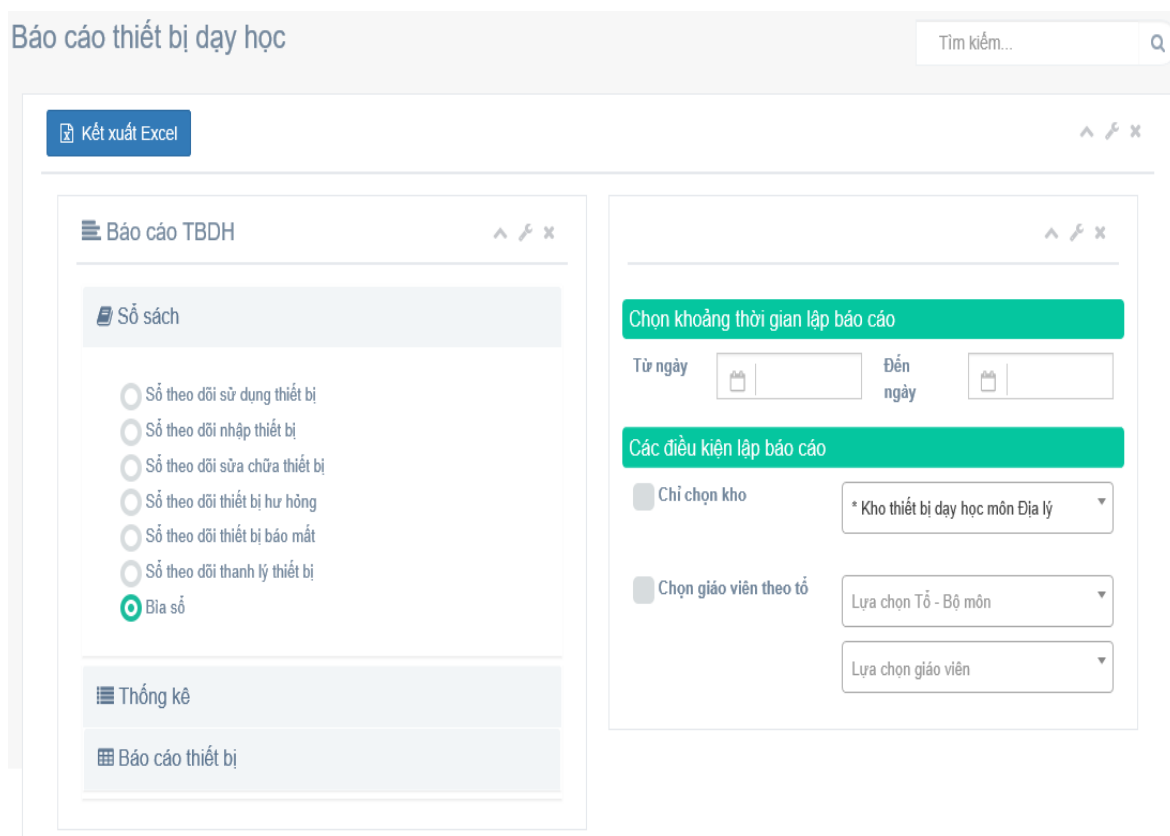 Báo cáo thiết bị dạy học
Tìm kiếm...
Kết xuất Excel
Báo cáo TBDH
Sổ sách
Sổ theo dõi sử dụng thiết bị
Sổ theo dõi nhập thiết bị
Sổ theo dõi sửa chữa thiết bị
Sổ theo dõi thiết bị hư hỏng
Sổ theo dõi thiết bị báo mất
Sổ theo dõi thanh lý thiết bị
Bìa sổ
Thống kê
Báo cáo thiết bị
Chọn khoảng thời gian lập báo cáo
Từ ngày
Đến
ngày
Các điều kiện lập báo cáo
Chỉ chọn kho
* Kho thiết bị dạy học môn Địa lý
Chọn giáo viên theo tổ
Lựa chọn Tổ - Bộ môn
Lựa chọn giáo viên